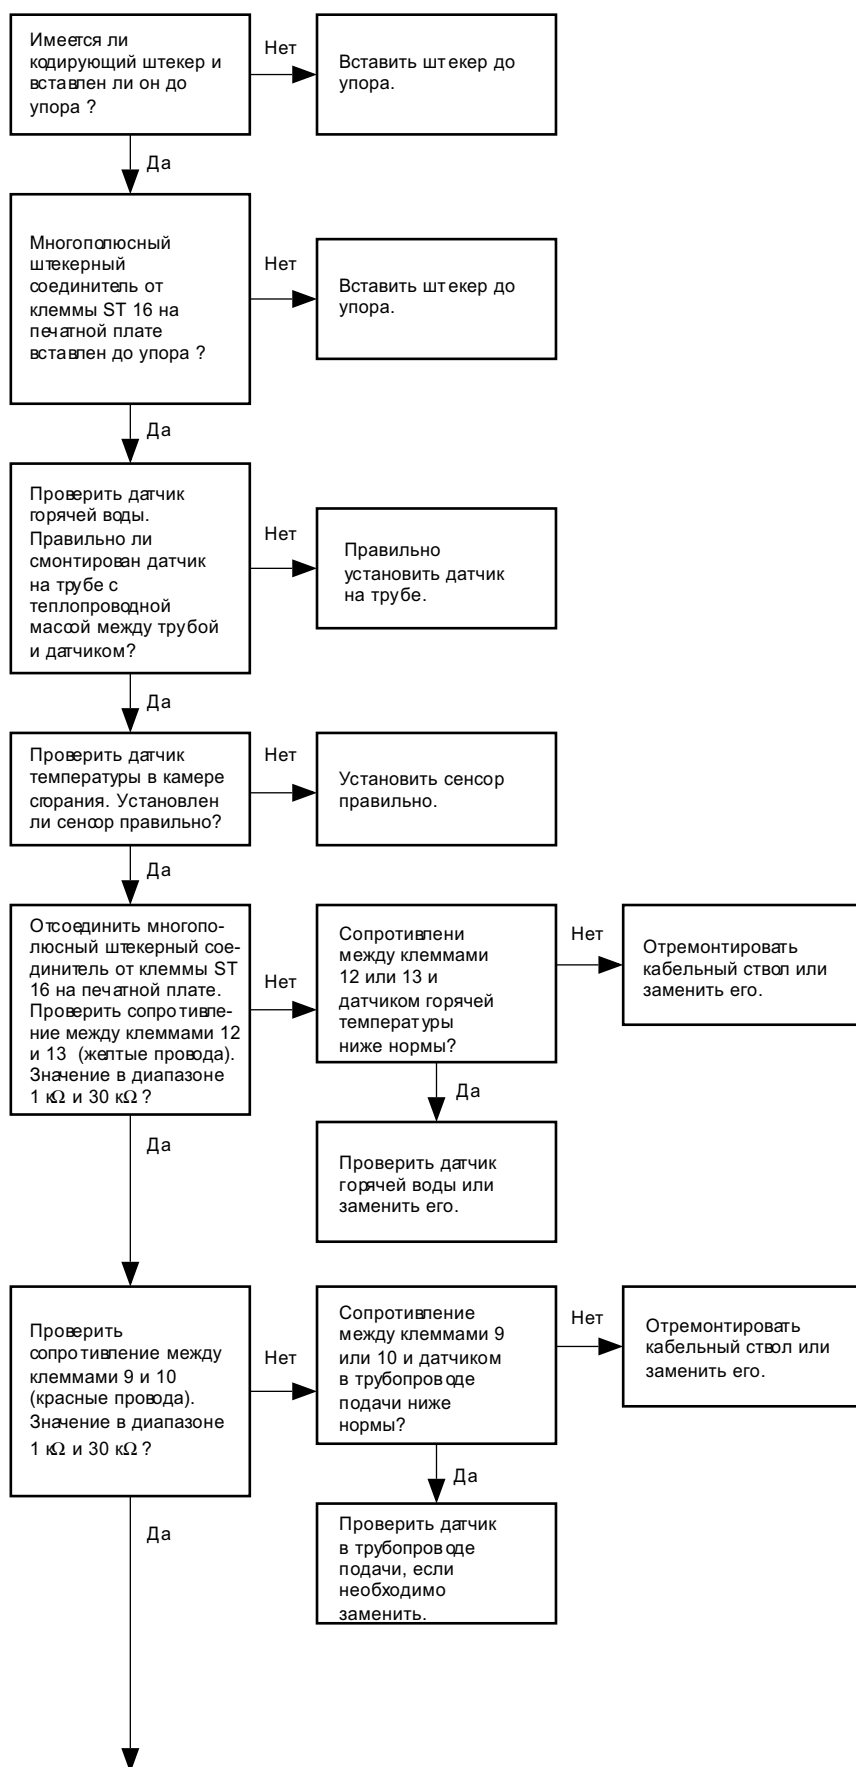 Имеется ли
кодирующий штекер и
вставлен ли он до
упора ?
Нет
Вставить штекер до
упора.
Да
Многополюсный
штекерный
соединитель от
клеммы ST 16 на
печатной плате
вставлен до упора ?
Нет
Вставить штекер до
упора.
Да
Проверить датчик
горячей воды.
Правильно ли
смонтирован датчик
на трубе с
теплопроводной
массой между трубой
и датчиком?
Нет
Правильно
установить датчик
на трубе.
Да
Проверить датчик
температуры в камере
сгорания. Установлен
ли сенсор правильно?
Нет
Установить сенсор
правильно.
Да
Отсоединить многопо-
люсный штекерный сое-
динитель от клеммы ST
16 на печатной плате.
Проверить сопротивле-
ние между клеммами 12
и 13 (желтые провода).
Значение в диапазоне
1 кΩ и 30 кΩ ?
Нет
Сопротивлени
между клеммами
12 или 13 и
датчиком горячей
температуры
ниже нормы?
Нет
Отремонтировать
кабельный ствол или
заменить его.
Да
Проверить датчик
горячей воды или
заменить его.
Да
Проверить
сопротивление между
клеммами 9 и 10
(красные провода).
Значение в диапазоне
1 кΩ и 30 кΩ ?
Нет
Сопротивление
между клеммами 9
или 10 и датчиком
в трубопроводе
подачи ниже
нормы?
Нет
Отремонтировать
кабельный ствол или
заменить его.
Да
Проверить датчик
в трубопроводе
подачи, если
необходимо
заменить.
Да